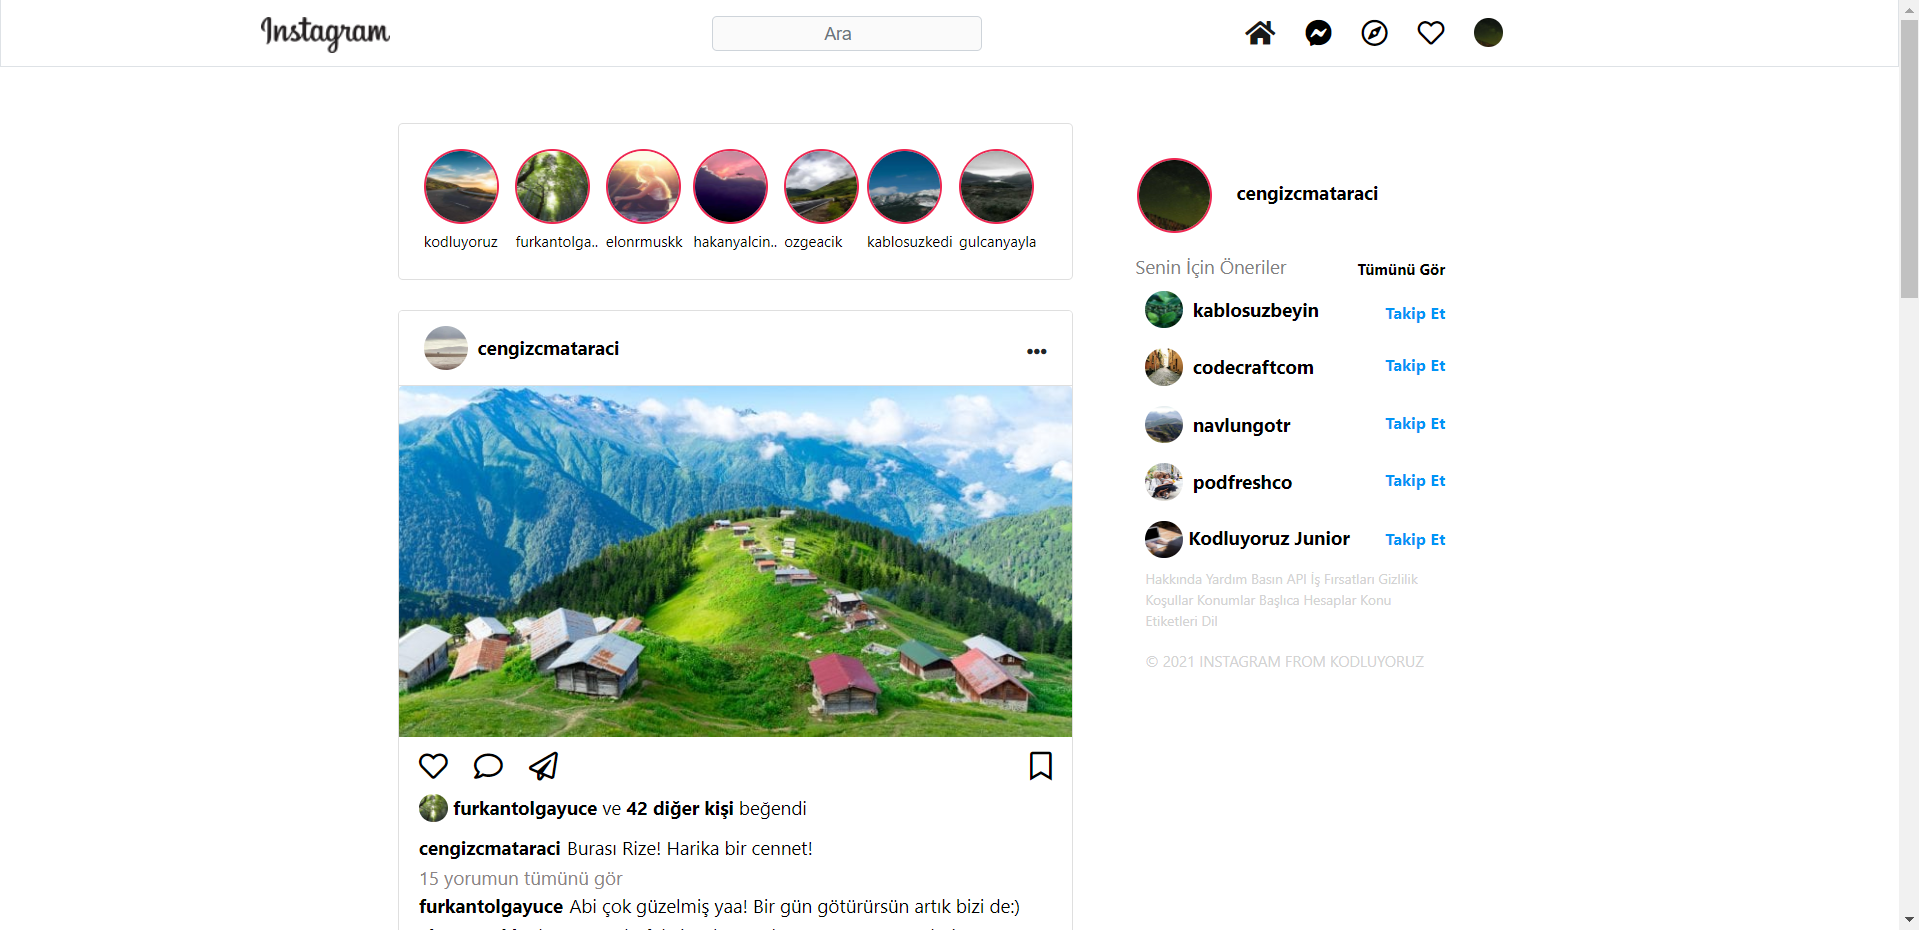 Instagram
Ara
kodluyoruz furkantolga.. elonrmuskk hakanyalcin.. ozgeacik kablosuzkedi gulcanyayla
cengizcmataraci
furkantolgayuce ve 42 diğer kişi beğendi
cengizcmataraci Burası Rize! Harika bir cennet!
15 yorumun tümünü gör
furkantolgayuce Abi çok güzelmiş yaa! Bir gün götürürsün artık bizi de:)
cengizcmataraci
Senin İçin Öneriler Tümünü Gör
kablosuzbeyin Takip Et
codecraftcom Takip Et
navlungotr Takip Et
podfreshco Takip Et
Kodluyoruz Junior Takip Et
Hakkında Yardım Basın API İş Fırsatları Gizlilik
Koşullar Konumlar Başlıca Hesaplar Konu
Etiketleri Dil
© 2021 INSTAGRAM FROM KODLUYORUZ